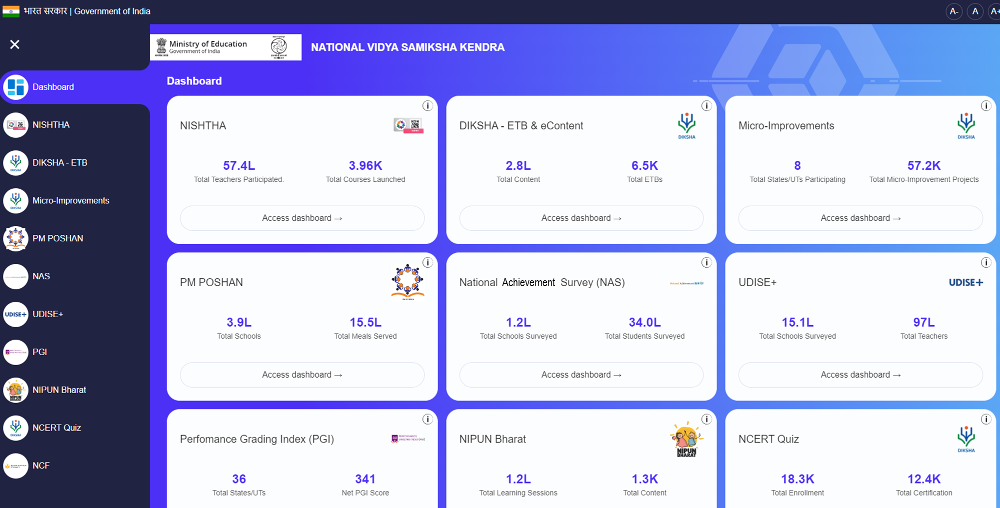 भारत सरकार | Government of India
A-
A
A+
Ministry of Education
Government of India
NATIONAL VIDYA SAMIKSHA KENDRA
Dashboard
NISHTHA
DIKSHA - ETB
Micro-Improvements
PM POSHAN
NAS
UDISE+
UDISE+
PGI
NIPUN Bharat
NCERT Quiz
NCF
Dashboard
NISHTHA
57.4L
Total Teachers Participated.
3.96K
Total Courses Launched
Access dashboard →
DIKSHA - ETB & eContent
DIKSHA
2.8L
Total Content
6.5K
Total ETBs
Access dashboard →
Micro-Improvements
DIKSHA
8
Total States/UTs Participating
57.2K
Total Micro-Improvement Projects
Access dashboard →
PM POSHAN
3.9L
Total Schools
15.5L
Total Meals Served
Access dashboard →
National Achievement Survey (NAS)
National Achievement SURVEY
1.2L
Total Schools Surveyed
34.0L
Total Students Surveyed
Access dashboard →
UDISE+
UDISE+
15.1L
Total Schools Surveyed
97L
Total Teachers
Access dashboard →
Perfomance Grading Index (PGI)
PERFORMANCE
GRADING INDEX (PGI)
36
Total States/UTs
341
Net PGI Score
NIPUN Bharat
NIPUN
BHARAT
1.2L
Total Learning Sessions
1.3K
Total Content
NCERT Quiz
DIKSHA
18.3K
Total Enrollment
12.4K
Total Certification